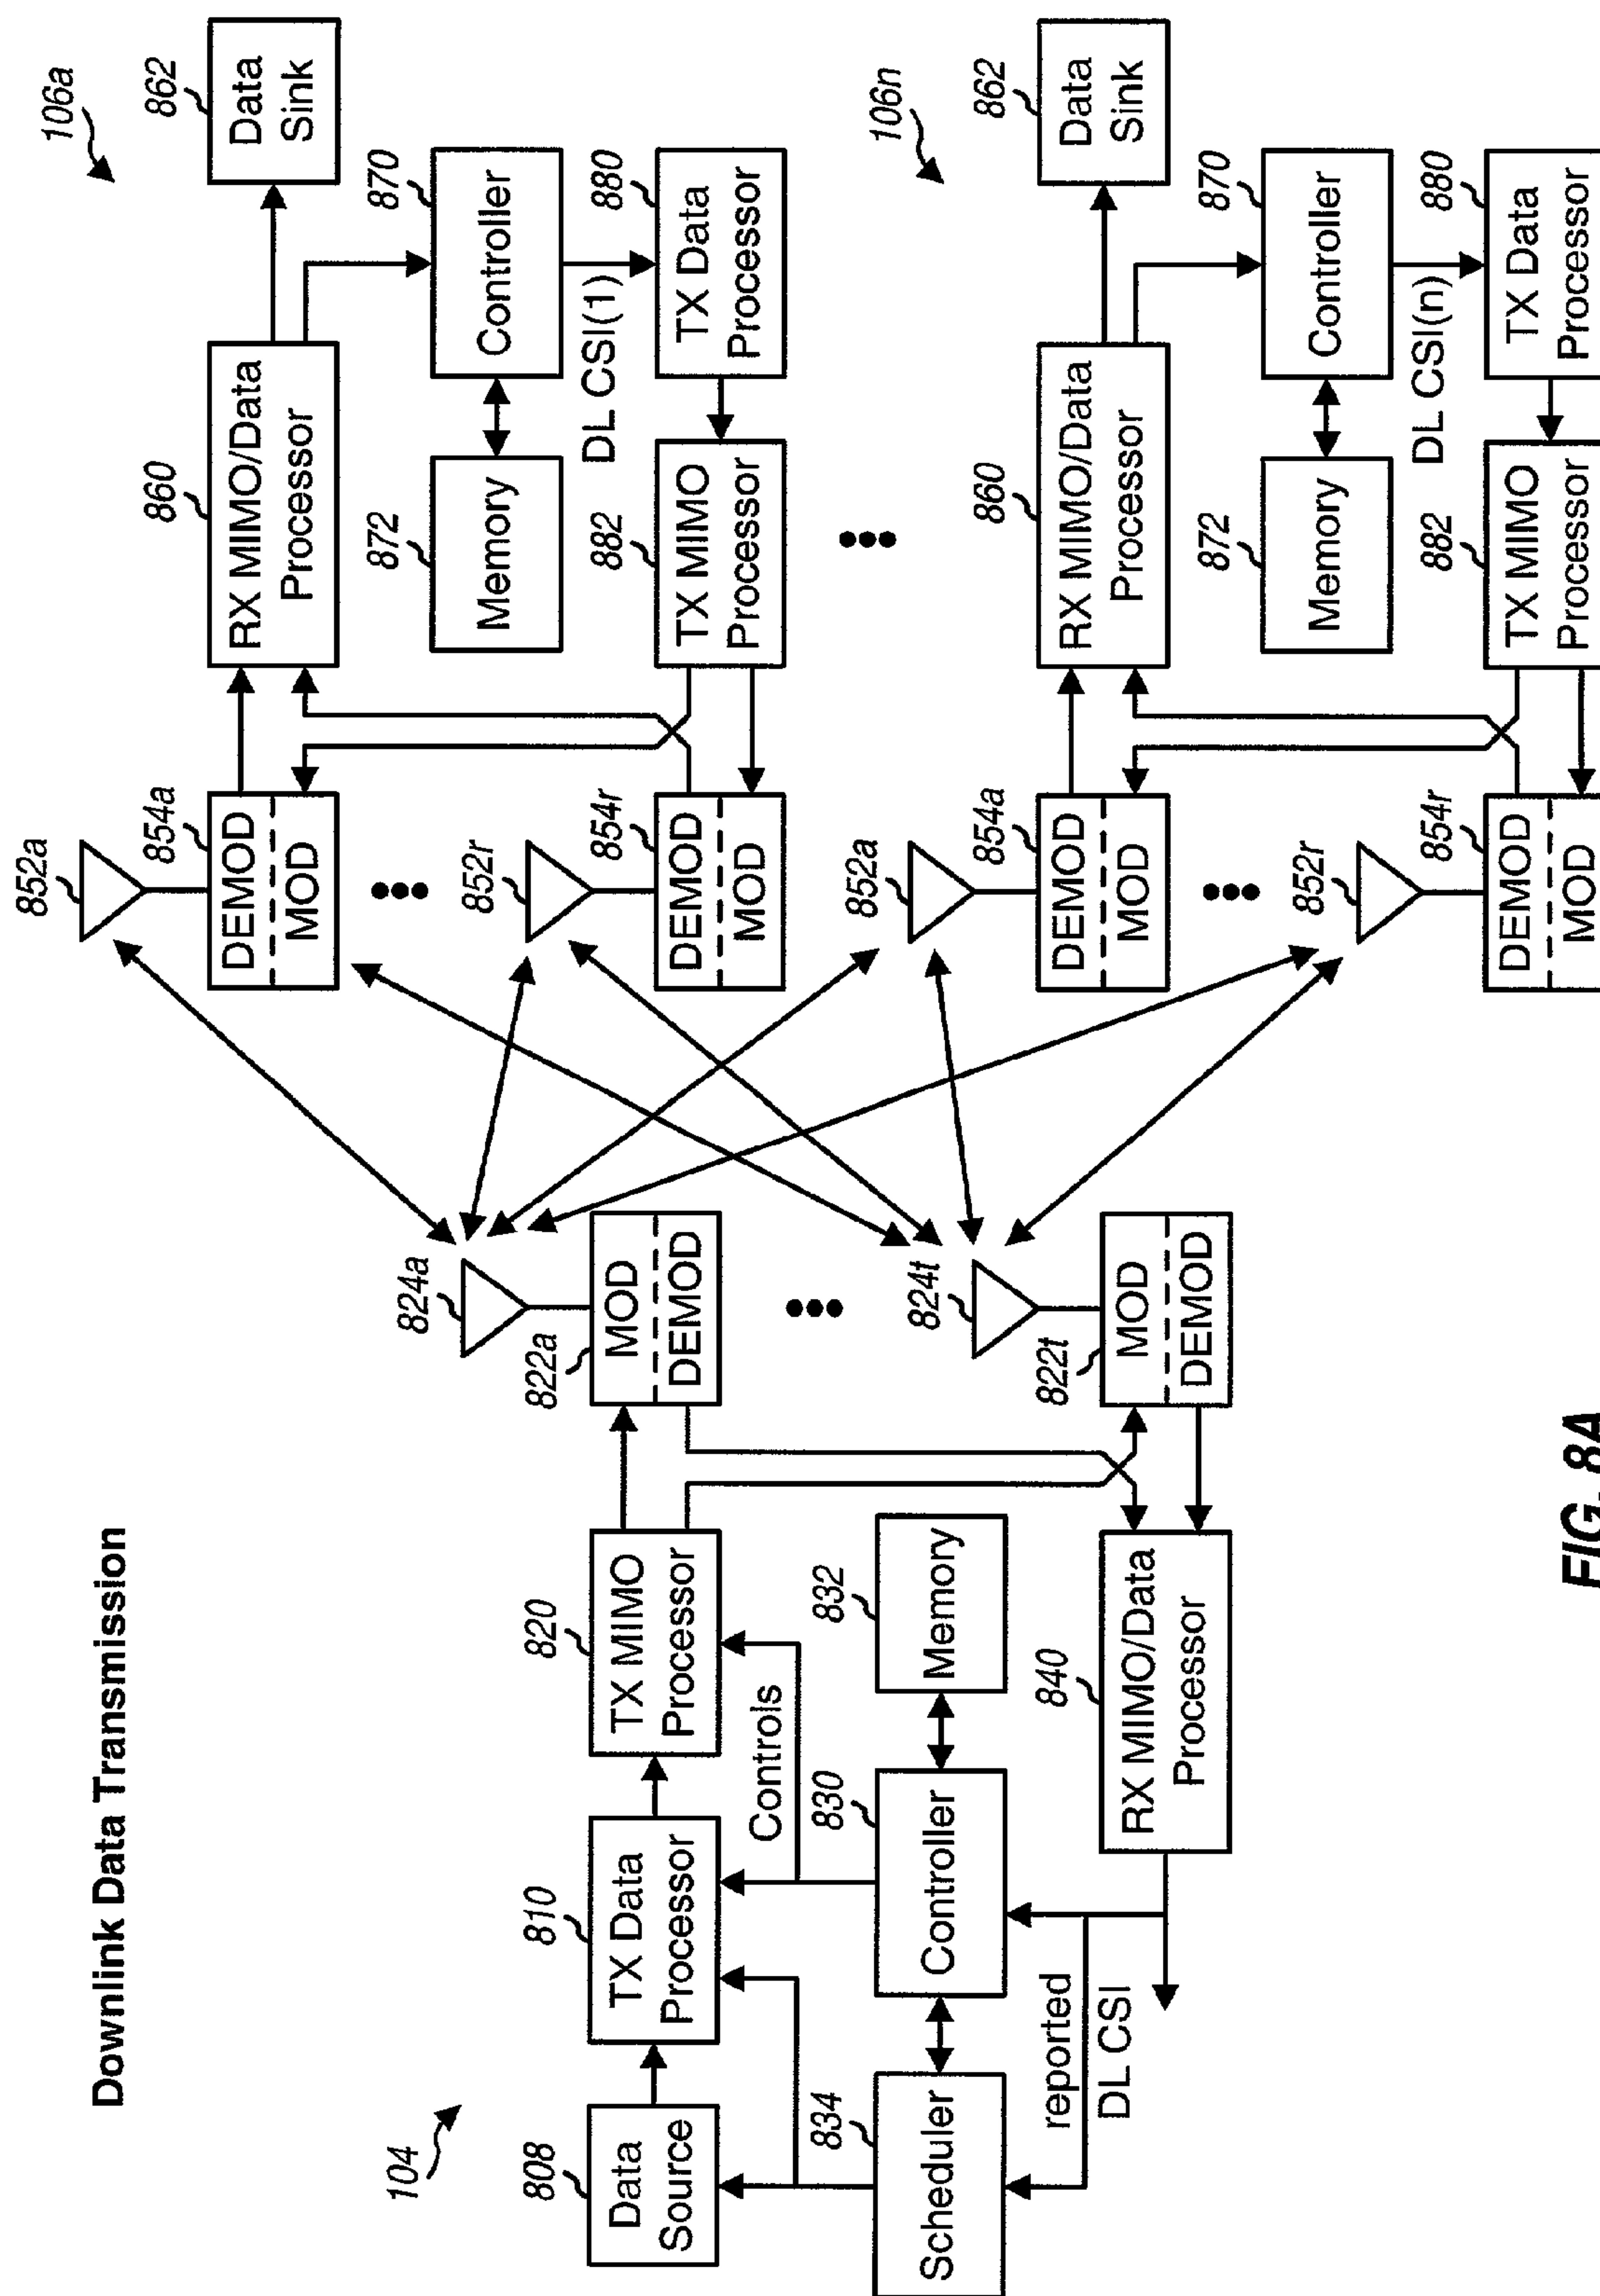 Downlink Data Transmission
104
808
Data
Source
810
TX Data
Processor
820
TX MIMO
Processor
Controls
834
Scheduler
830
Controller
832
Memory
reported
DL CSI
840
RX MIMO/Data
Processor
824a
822a
MOD
DEMOD
824t
822t
MOD
DEMOD
106a
852a
854a
DEMOD
MOD
852r
854r
DEMOD
MOD
860
RX MIMO/Data
Processor
862
Data
Sink
872
Memory
870
Controller
DL CSI(1)
882
TX MIMO
Processor
880
TX Data
Processor
106n
852a
854a
DEMOD
MOD
852r
854r
DEMOD
MOD
860
RX MIMO/Data
Processor
862
Data
Sink
872
Memory
870
Controller
DL CSI(n)
882
TX MIMO
Processor
880
TX Data
Processor
FIG. 8A